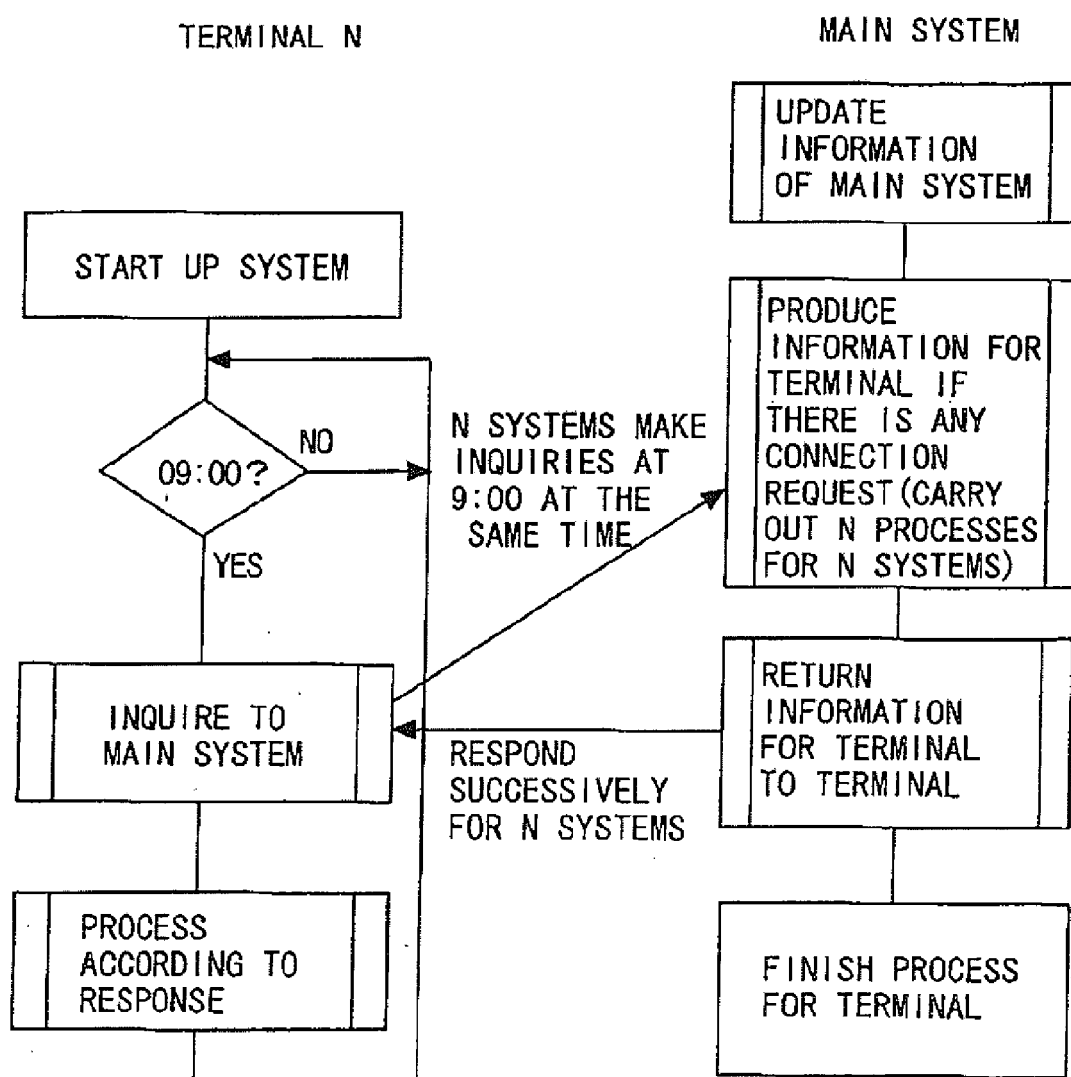 TERMINAL N
MAIN SYSTEM
UPDATE
INFORMATION
OF MAIN SYSTEM
START UP SYSTEM
PRODUCE
INFORMATION FOR
TERMINAL IF
THERE IS ANY
CONNECTION
REQUEST(CARRY
OUT N PROCESSES
FOR N SYSTEMS)
09:00?
NO
YES
N SYSTEMS MAKE
INQUIRIES AT
9:00 AT THE
SAME TIME
INQUIRE TO
MAIN SYSTEM
RETURN
INFORMATION
FOR TERMINAL
TO TERMINAL
RESPOND
SUCCESSIVELY
FOR N SYSTEMS
PROCESS
ACCORDING TO
RESPONSE
FINISH PROCESS
FOR TERMINAL